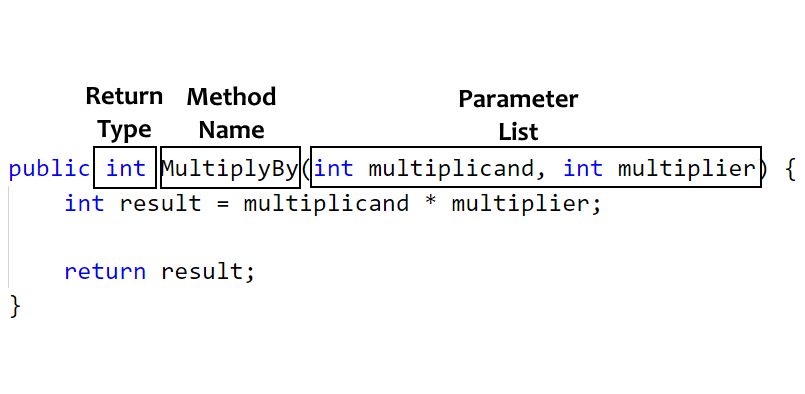 Return Type
Method Name
Parameter List
public int MultiplyBy(int multiplicand, int multiplier) {
    int result = multiplicand * multiplier;
    return result;
}